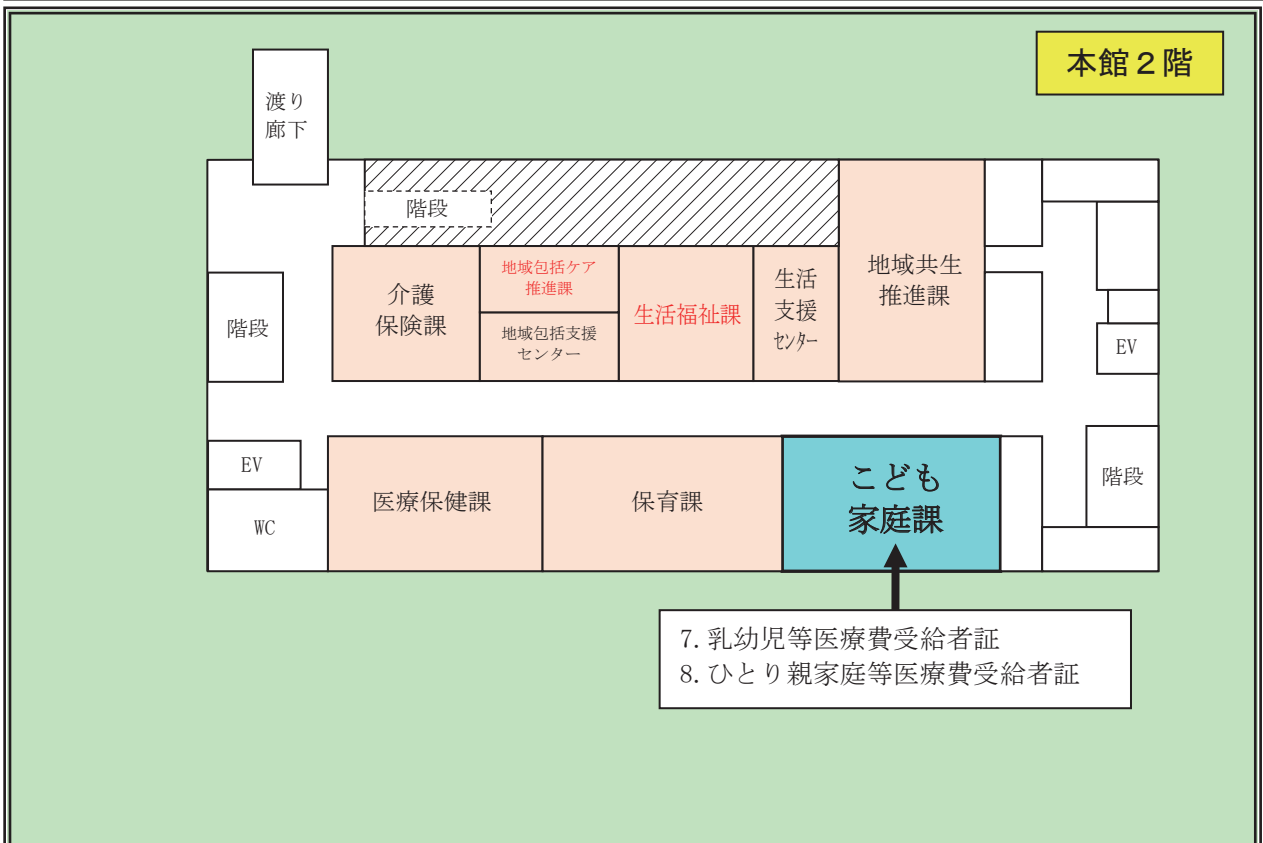 本館２階
渡り
廊下
階段
介護
保険課
地域包括ケア
推進課
地域包括支援
センター
生活福祉課
生活
支援
ｾﾝﾀｰ
地域共生
推進課
階段
EV
EV
WC
医療保健課
保育課
こども
家庭課
階段
7. 乳幼児等医療費受給者証
8. ひとり親家庭等医療費受給者証